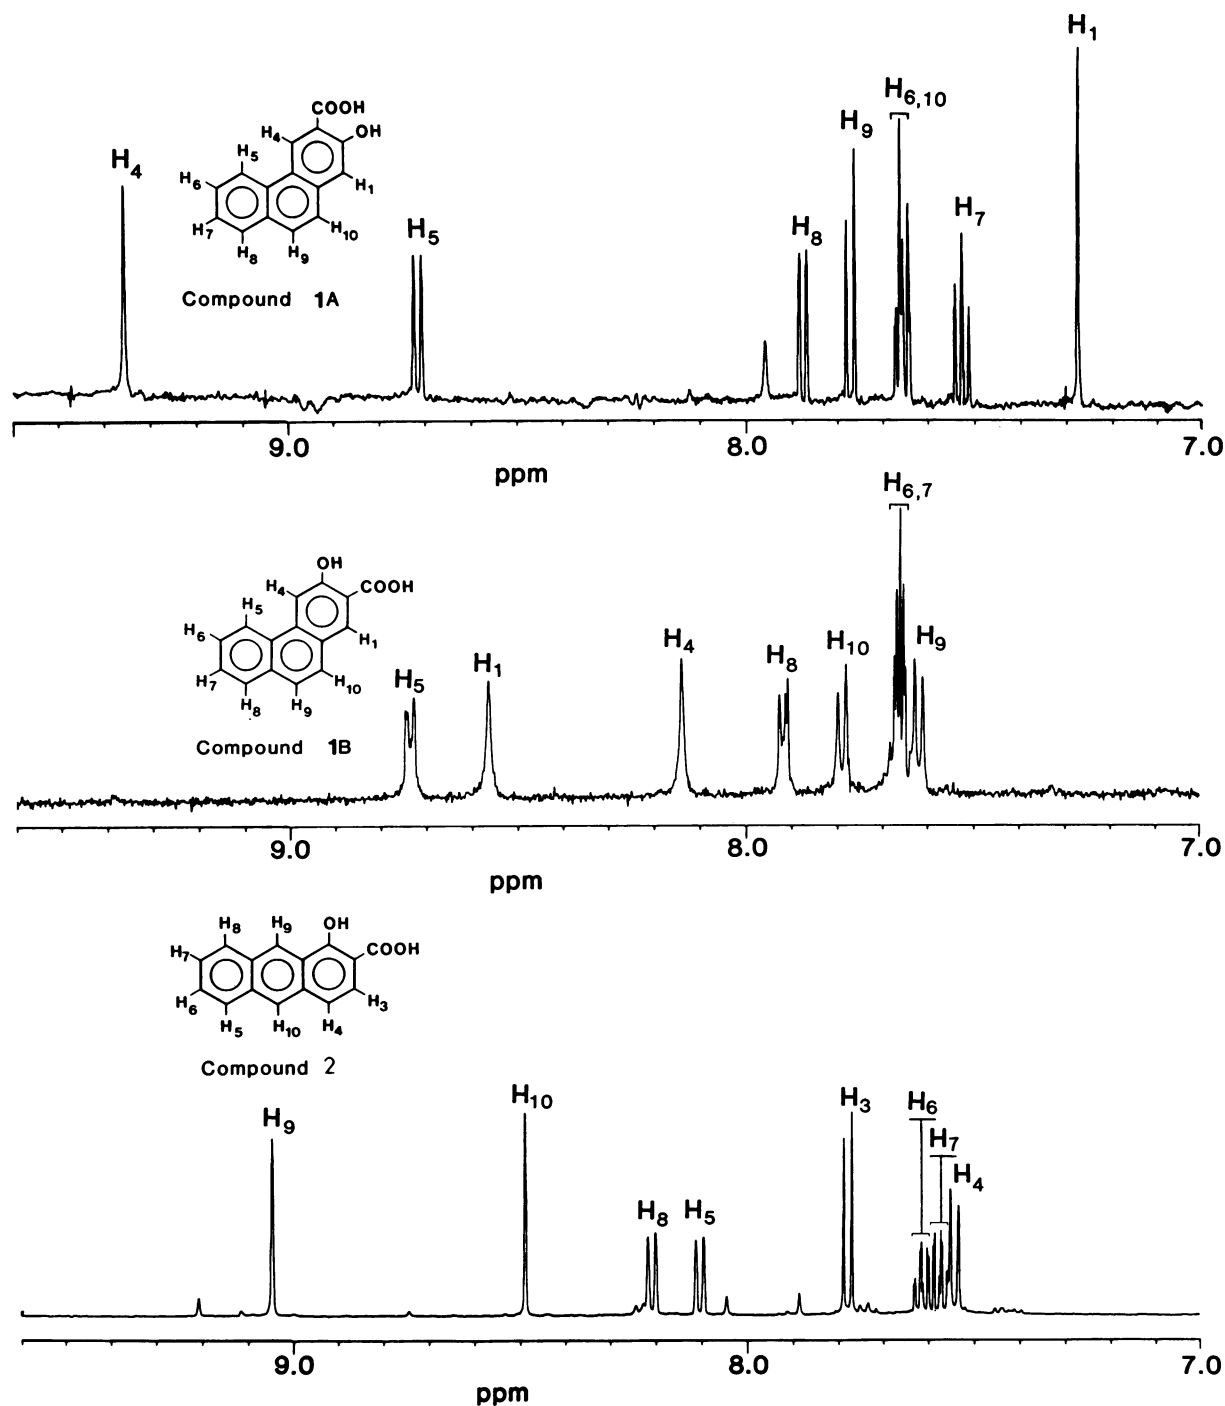 H₁
H₆,₁₀
H₉
COOH
H₄ OH
H₄
H₅
H₆
H₁
H₇
H₁₀
H₈ H₉
H₅
H₈
H₇
Compound 1A
9.0 8.0 7.0
ppm
H₆,₇
OH
H₄ COOH
H₅
H₆
H₁
H₇
H₁₀
H₈ H₉
H₅
H₁
H₄
H₈
H₁₀
H₉
Compound 1B
9.0 8.0 7.0
ppm
H₈ H₉ OH
H₇ COOH
H₆ H₃
H₅ H₁₀ H₄
Compound 2
H₉
H₁₀
H₈
H₅
H₃
H₆
H₇
H₄
9.0 8.0 7.0
ppm